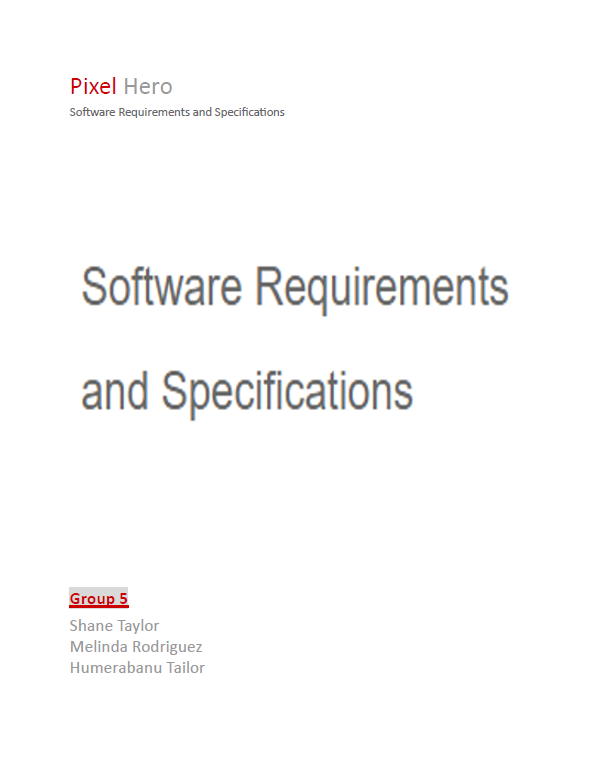 Pixel Hero
Software Requirements and Specifications
Software Requirements
and Specifications
Group 5
Shane Taylor
Melinda Rodriguez
Humerabanu Tailor